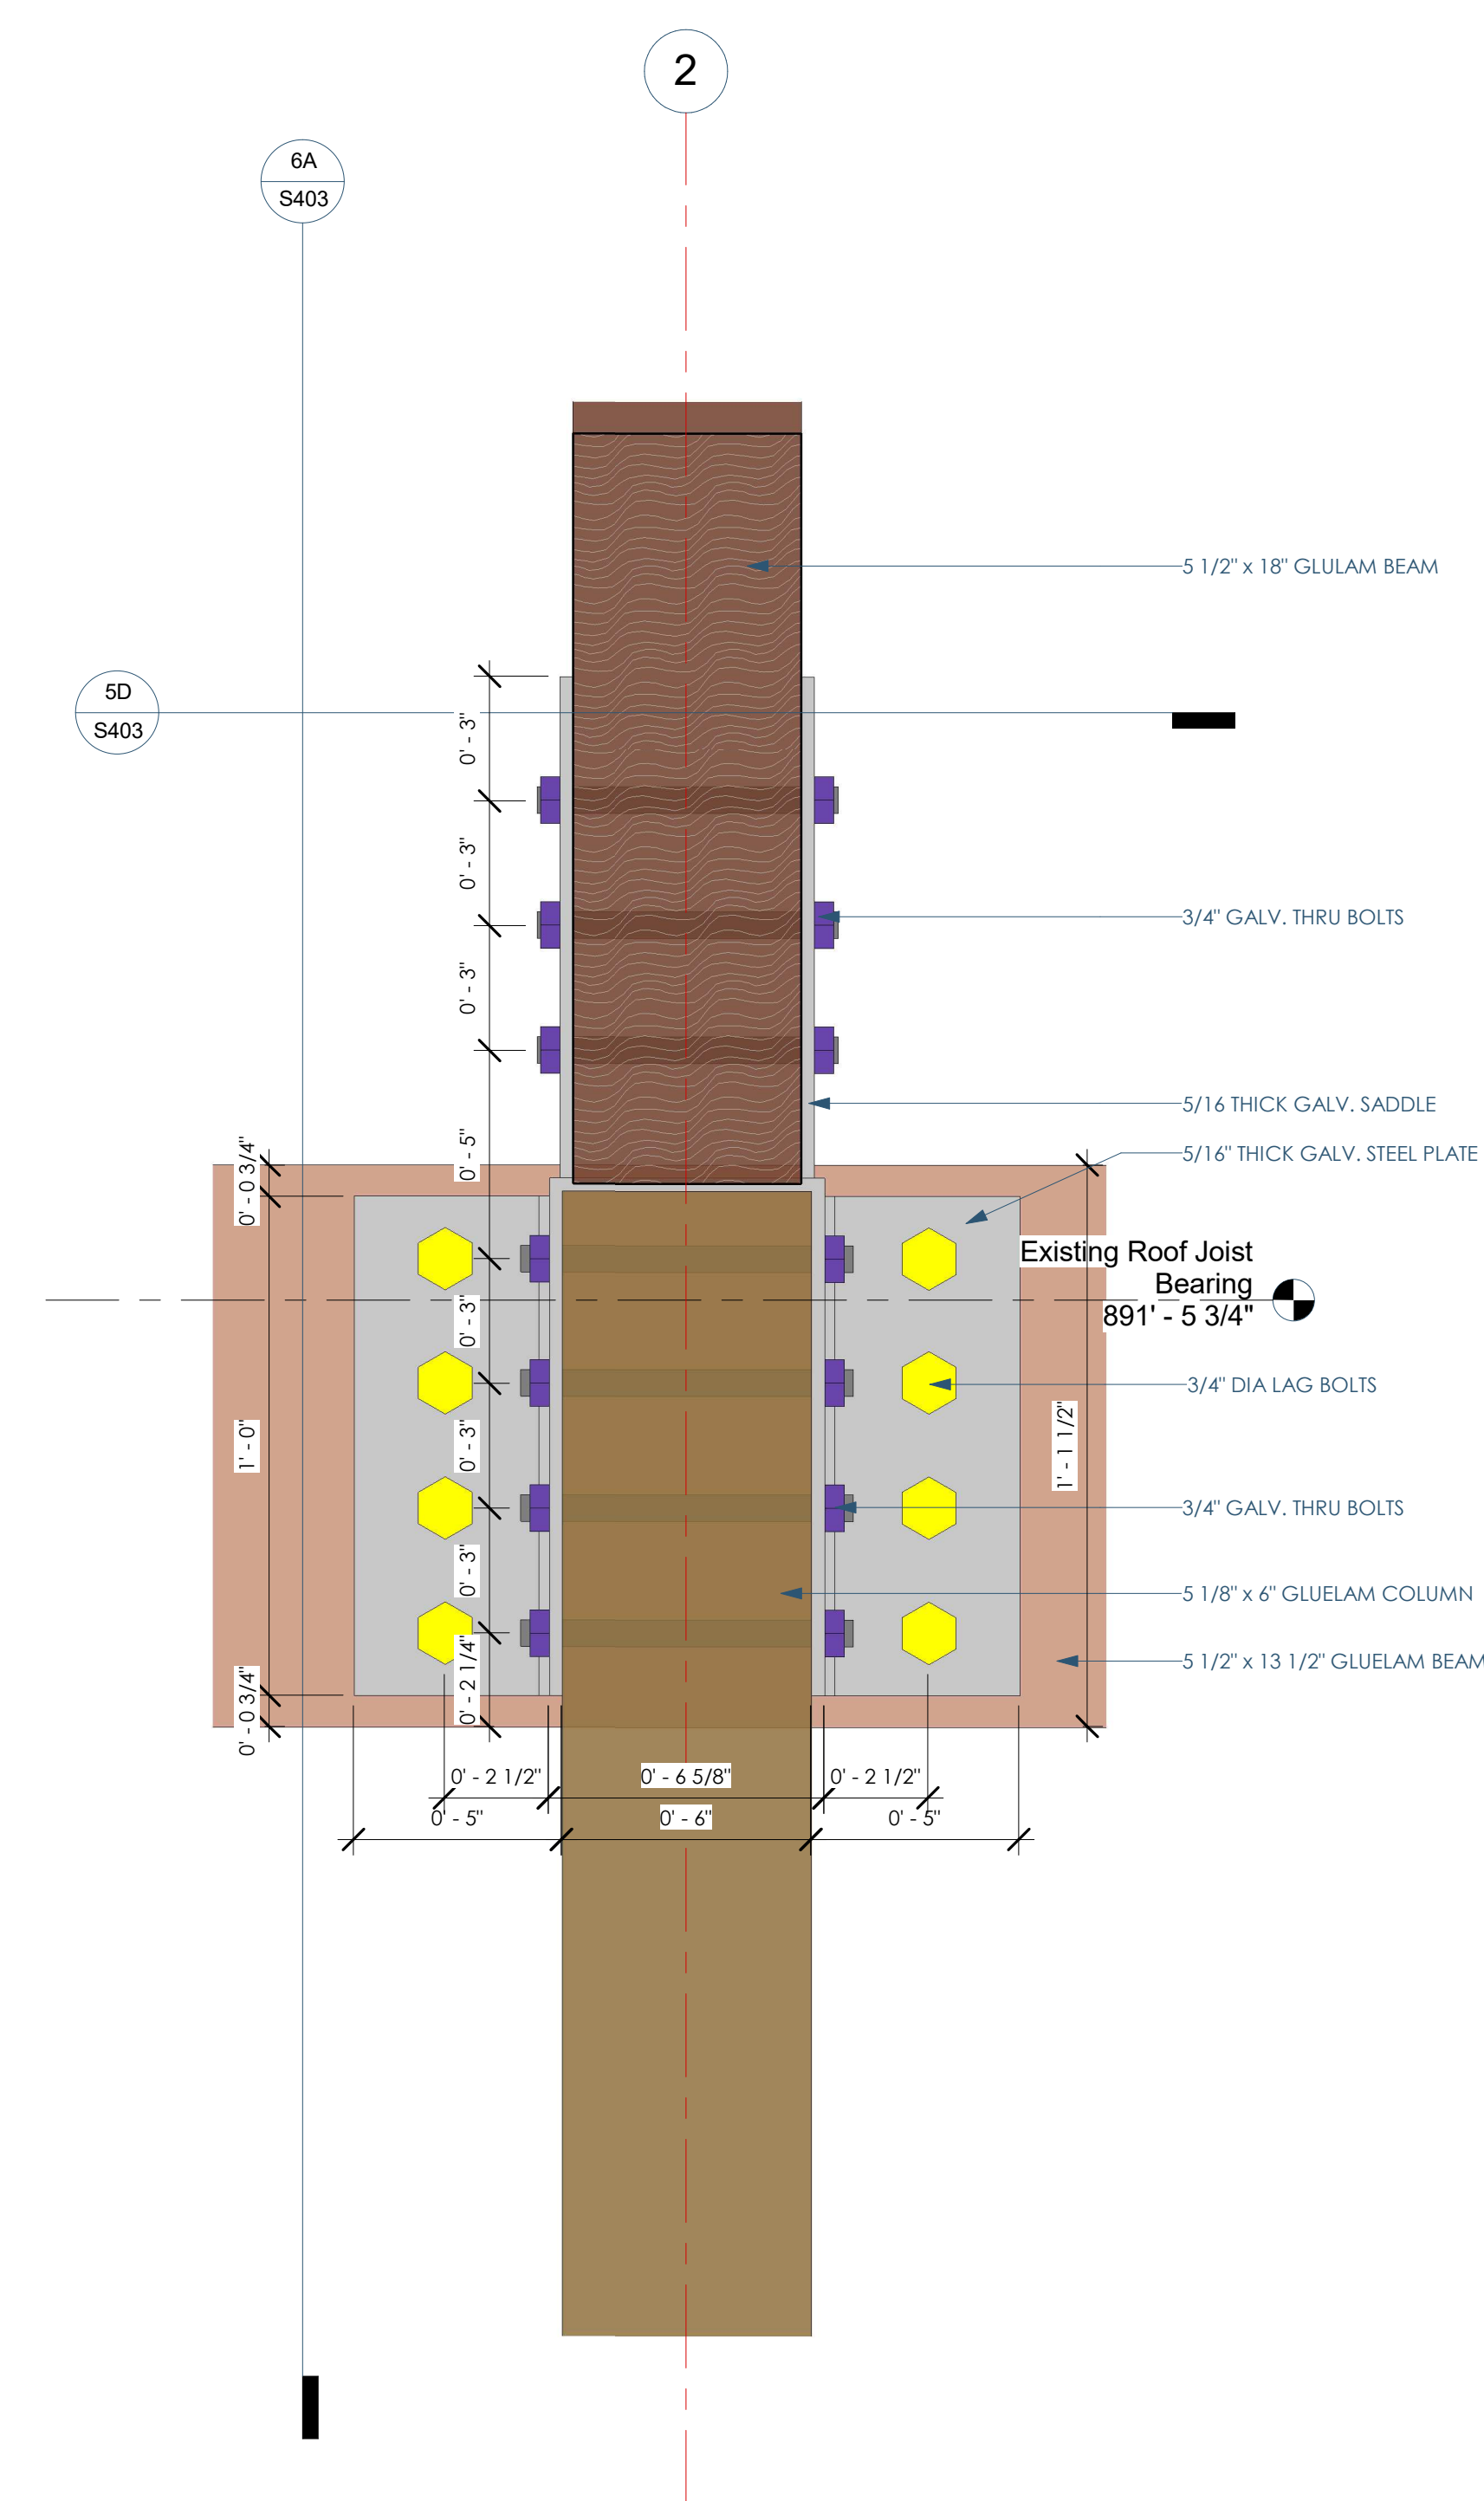 2
6A
S403
5 1/2" x 18" GLULAM BEAM
5D
S403
0' - 3"
0' - 3"
3/4" GALV. THRU BOLTS
0' - 3"
5/16 THICK GALV. SADDLE
0' - 5"
0' - 0 3/4"
5/16" THICK GALV. STEEL PLATE
Existing Roof Joist
Bearing
891' - 5 3/4"
0' - 3"
3/4" DIA LAG BOLTS
1' - 0"
0' - 3"
1' - 1 1/2"
3/4" GALV. THRU BOLTS
0' - 3"
5 1/8" x 6" GLUELAM COLUMN
5 1/2" x 13 1/2" GLUELAM BEAM
0' - 2 1/4"
0' - 0 3/4"
0' - 2 1/2"
0' - 6 5/8"
0' - 2 1/2"
0' - 5"
0' - 6"
0' - 5"